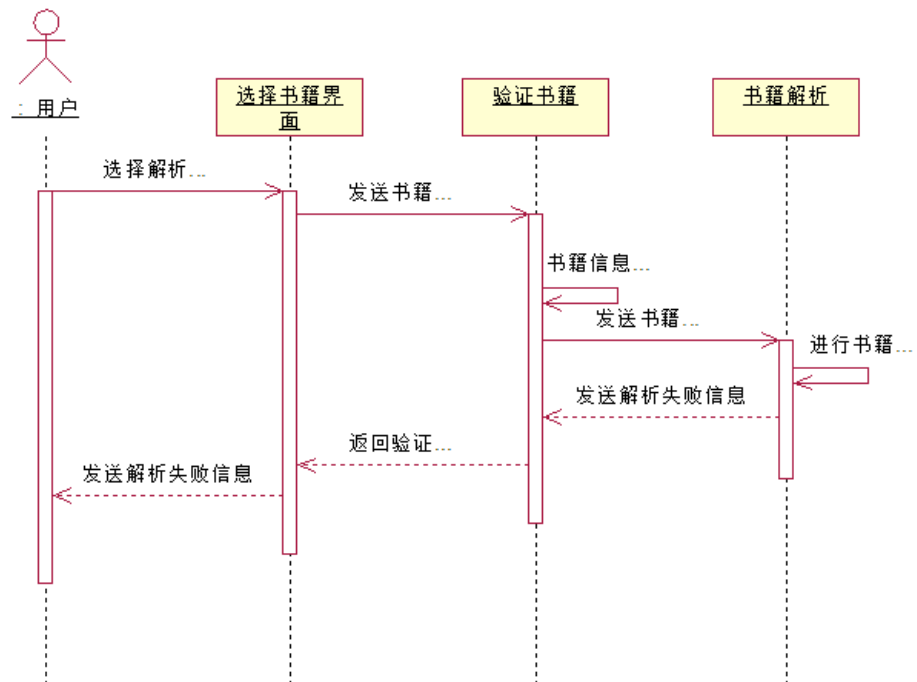 : 用户
选择书籍界
面
验证书籍
书籍解析
选择解析...
发送书籍...
书籍信息...
发送书籍...
进行书籍...
发送解析失败信息
返回验证...
发送解析失败信息